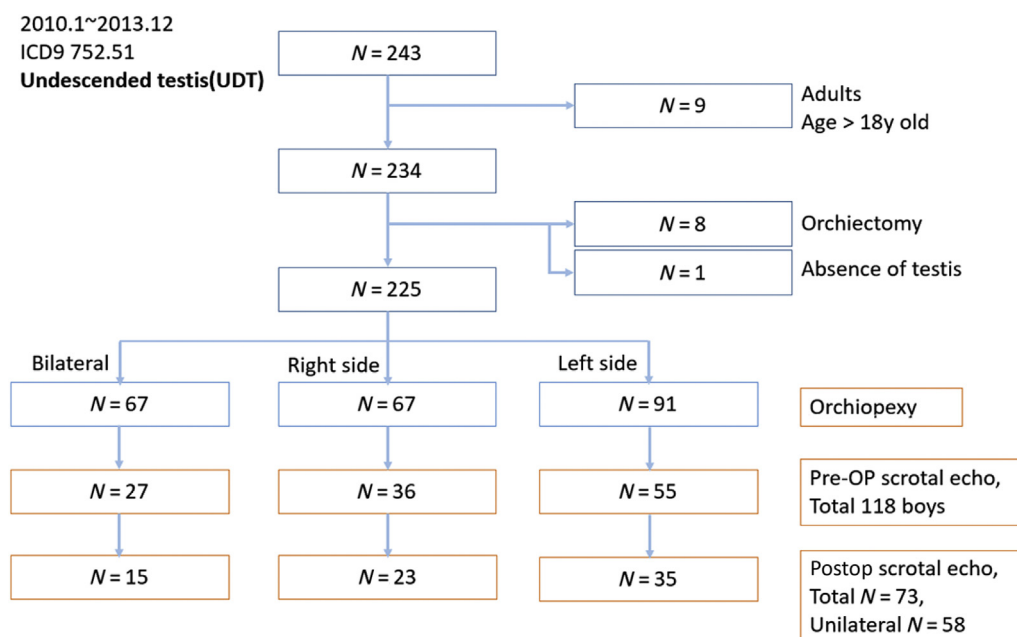 2010.1~2013.12
ICD9 752.51
Undescended testis(UDT)
N = 243
N = 9
Adults
Age > 18y old
N = 234
N = 8
Orchiectomy
N = 1
Absence of testis
N = 225
Bilateral
Right side
Left side
N = 67
N = 67
N = 91
Orchiopexy
N = 27
N = 36
N = 55
Pre-OP scrotal echo,
Total 118 boys
N = 15
N = 23
N = 35
Postop scrotal echo,
Total N = 73,
Unilateral N = 58